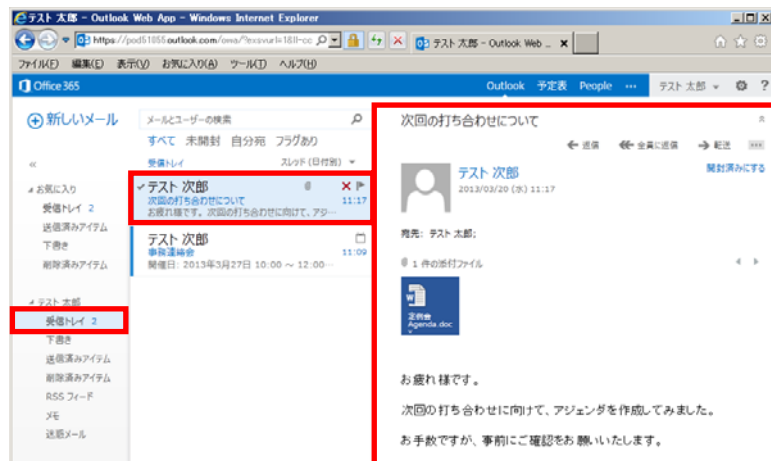 テスト 太郎 - Outlook Web App - Windows Internet Explorer
https://pod51055.outlook.com/owa/
テスト 太郎 - Outlook Web ...
ファイル(F) 編集(E) 表示(V) お気に入り(A) ツール(T) ヘルプ(H)
Office 365
Outlook 予定表 People ··· テスト 太郎 ?
新しいメール
メールとユーザーの検索
すべて 未開封 自分宛 フラグあり
受信トレイ スレッド (日付別)
«
お気に入り
受信トレイ 2
送信済みアイテム
下書き
削除済みアイテム
テスト 太郎
受信トレイ 2
下書き
送信済みアイテム
削除済みアイテム
RSS フィード
メモ
迷惑メール
テスト 次郎
次回の打ち合わせについて 11:17
お疲れ様です。次回の打ち合わせに向けて、アジ…
テスト 次郎
事務連絡会 11:09
開催日: 2013年3月27日 10:00 ～ 12:00…
次回の打ち合わせについて
返信 全員に返信 転送 ···
テスト 次郎 開封済みにする
2013/03/20 (水) 11:17
宛先: テスト 太郎;
1 件の添付ファイル
定例会
Agenda.doc
お疲れ様です。
次回の打ち合わせに向けて、アジェンダを作成してみました。
お手数ですが、事前にご確認をお願いいたします。